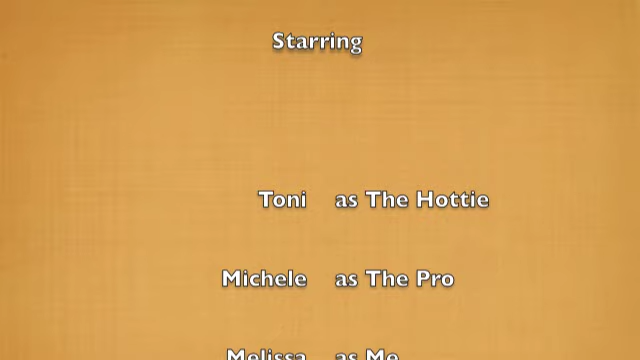 Starring
Toni as The Hottie
Michele as The Pro
Melissa as Me